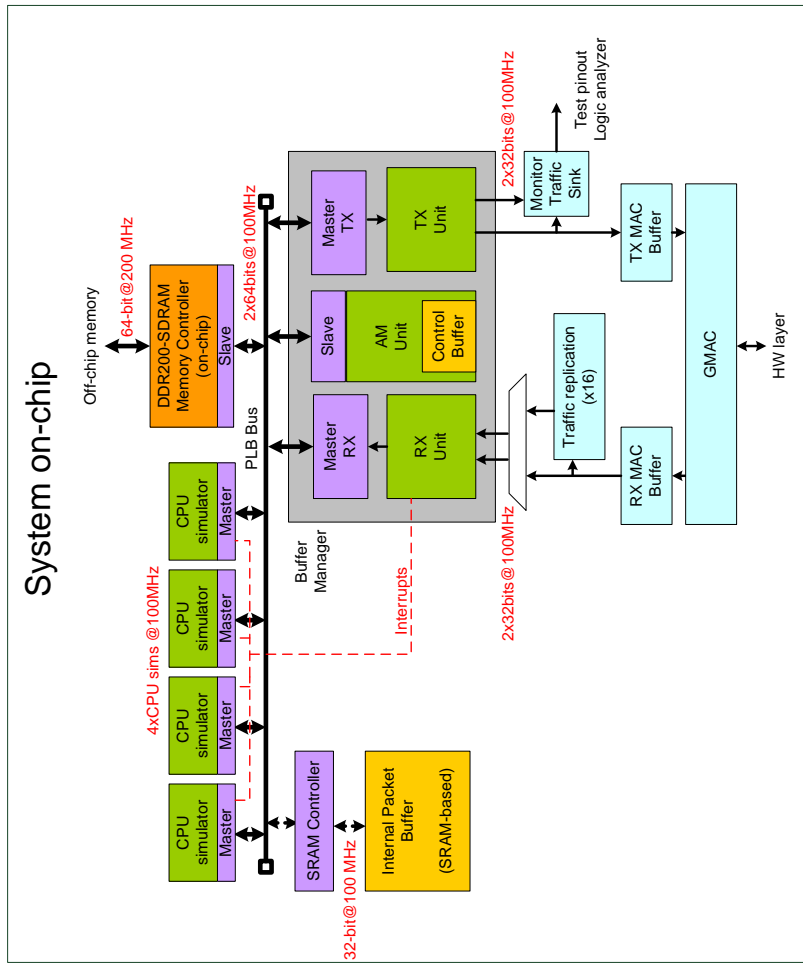 System on-chip
Off-chip memory
64-bit@200 MHz
DDR200-SDRAM
Memory Controller
(on-chip)
Slave
4xCPU sims @100MHz
CPU
simulator
Master
CPU
simulator
Master
CPU
simulator
Master
CPU
simulator
Master
PLB Bus
2x64bits@100MHz
SRAM Controller
32-bit@100 MHz
Internal Packet
Buffer
(SRAM-based)
Buffer
Manager
Interrupts
Master
RX
RX
Unit
Slave
AM
Unit
Control
Buffer
Master
TX
TX
Unit
2x32bits@100MHz
2x32bits@100MHz
Traffic replication
(x16)
Monitor
Traffic
Sink
Test pinout
Logic analyzer
RX MAC
Buffer
TX MAC
Buffer
GMAC
HW layer